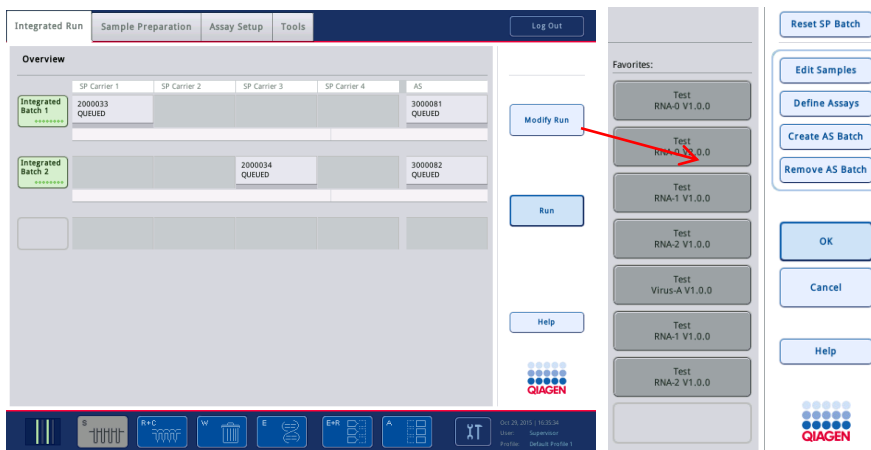 Integrated Run Sample Preparation Assay Setup Tools Log Out
Overview
SP Carrier 1 SP Carrier 2 SP Carrier 3 SP Carrier 4 AS
Integrated
Batch 1
********
2000033
QUEUED
3000081
QUEUED
Integrated
Batch 2
********
2000034
QUEUED
3000082
QUEUED
Modify Run
Run
Help
QIAGEN
S
R+C
W
E
E+R
A
Oct 29, 2015 | 16:35:34
User: Supervisor
Profile: Default Profile 1
Favorites:
Test
RNA-0 V1.0.0
Test
RNA-0 V2.0.0
Test
RNA-1 V1.0.0
Test
RNA-2 V1.0.0
Test
Virus-A V1.0.0
Test
RNA-1 V1.0.0
Test
RNA-2 V1.0.0
Reset SP Batch
Edit Samples
Define Assays
Create AS Batch
Remove AS Batch
OK
Cancel
Help
QIAGEN